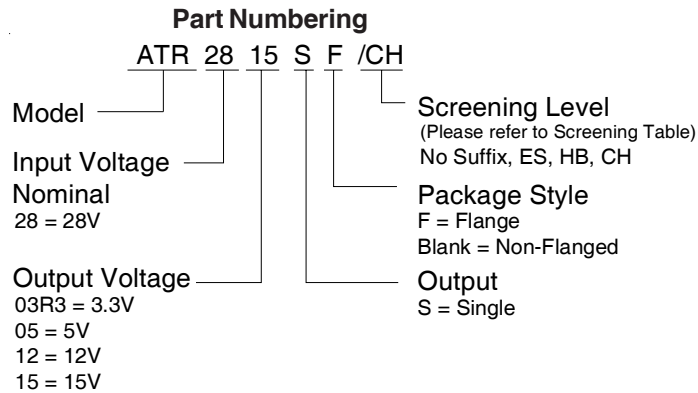 Part Numbering
ATR 28 15 S F /CH
Model
Input Voltage
Nominal
28 = 28V
Output Voltage
03R3 = 3.3V
05 = 5V
12 = 12V
15 = 15V
Screening Level
(Please refer to Screening Table)
No Suffix, ES, HB, CH
Package Style
F = Flange
Blank = Non-Flanged
Output
S = Single